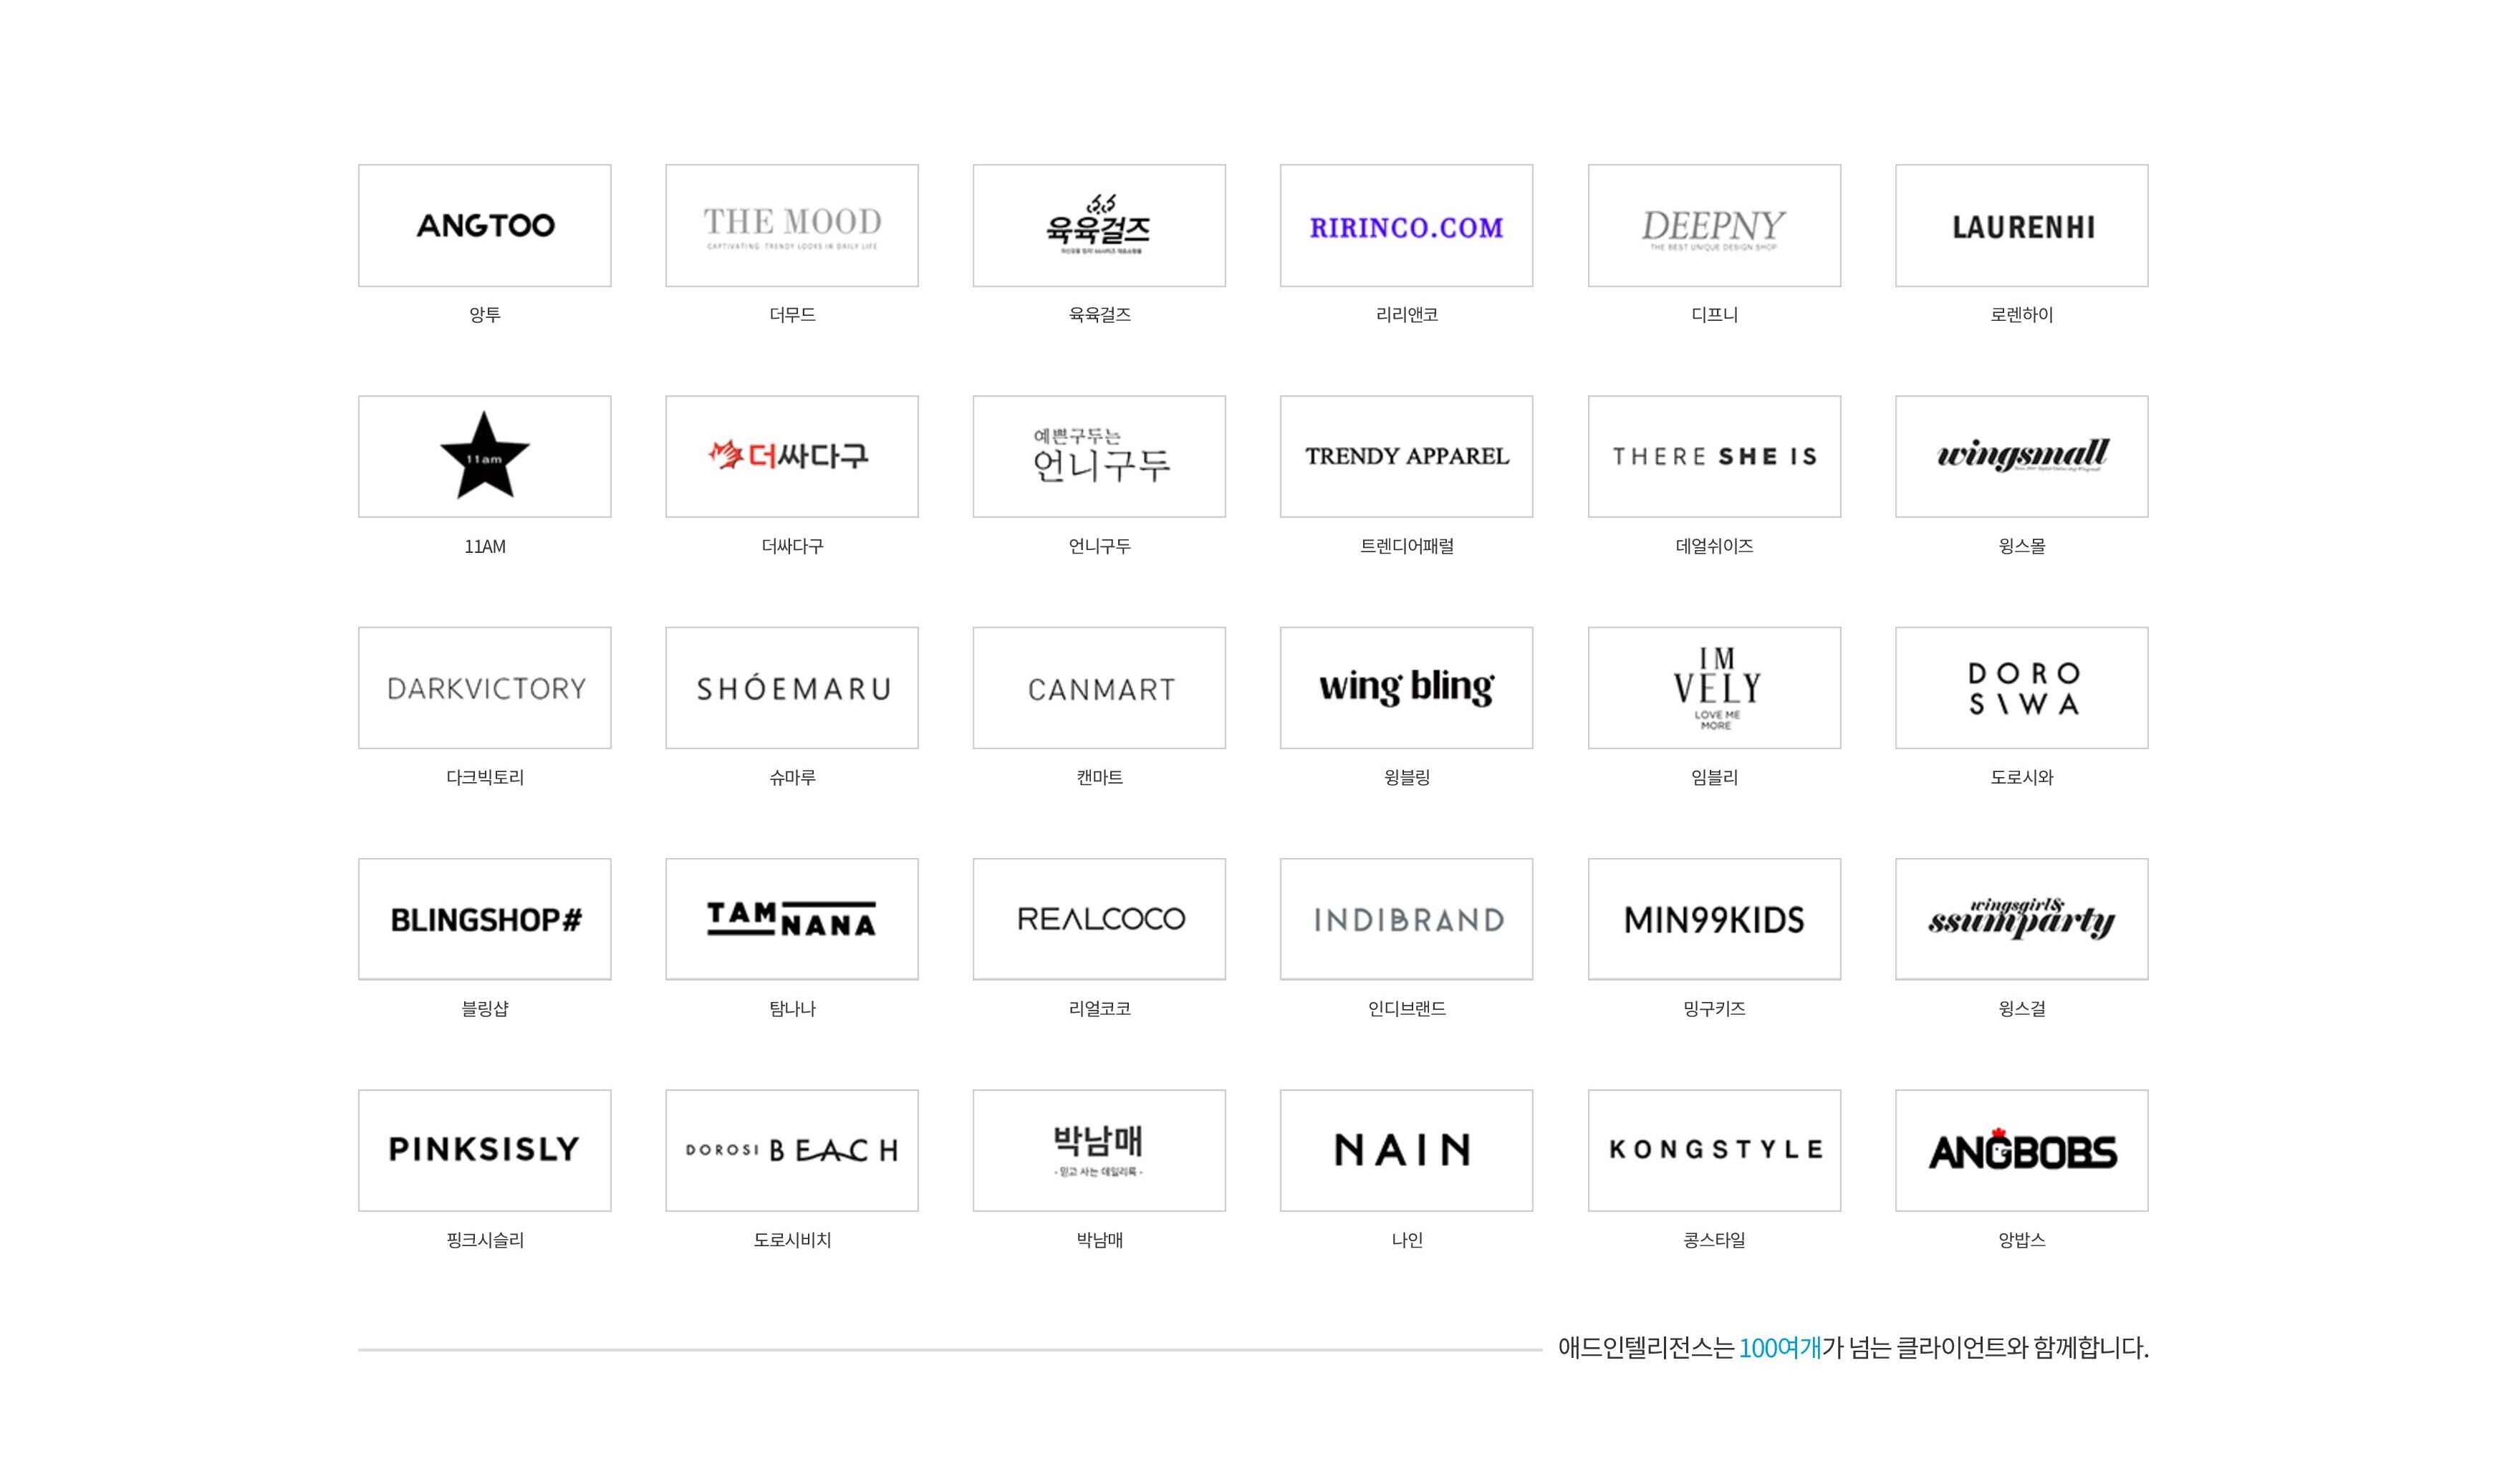 ANGTOO
앙투
THE MOOD
CAPTIVATING TRENDY LOOKS IN DAILY LIFE
더무드
육육걸즈
육육걸즈
RIRINCO.COM
리리앤코
DEEPNY
THE BEST UNIQUE DESIGN SHOP
디프니
LAURENHI
로렌하이
11am
11AM
더싸다구
더싸다구
예쁜구두는
언니구두
언니구두
TRENDY APPAREL
트렌디어패럴
THERE SHE IS
데얼쉬이즈
wingsmall
윙스몰
DARKVICTORY
다크빅토리
SHÓEMARU
슈마루
CANMART
캔마트
wing bling
윙블링
IM
VELY
LOVE ME
MORE
임블리
DORO
S\WA
도로시와
BLINGSHOP#
블링샵
TAM
NANA
탐나나
REALCOCO
리얼코코
INDIBRAND
인디브랜드
MIN99KIDS
밍구키즈
wingsgirl&
ssumparty
윙스걸
PINKSISLY
핑크시슬리
DOROSI BEACH
도로시비치
박남매
- 믿고 사는 데일리룩 -
박남매
NAIN
나인
KONGSTYLE
콩스타일
ANGBOBS
앙밥스
애드인텔리전스는 100여개가 넘는 클라이언트와 함께합니다.